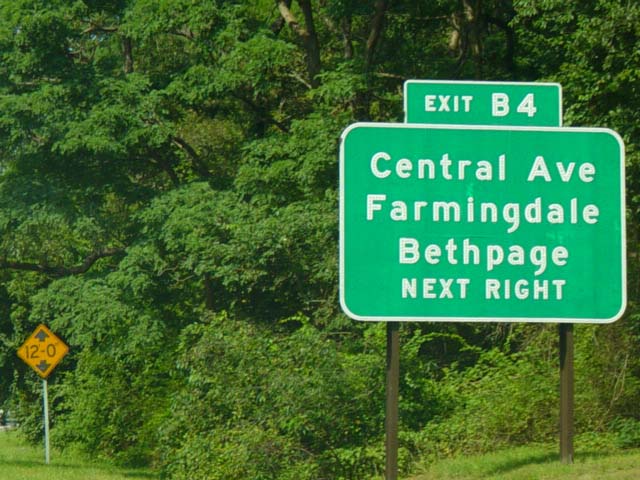 EXIT B4
Central Ave
Farmingdale
Bethpage
NEXT RIGHT
12-0